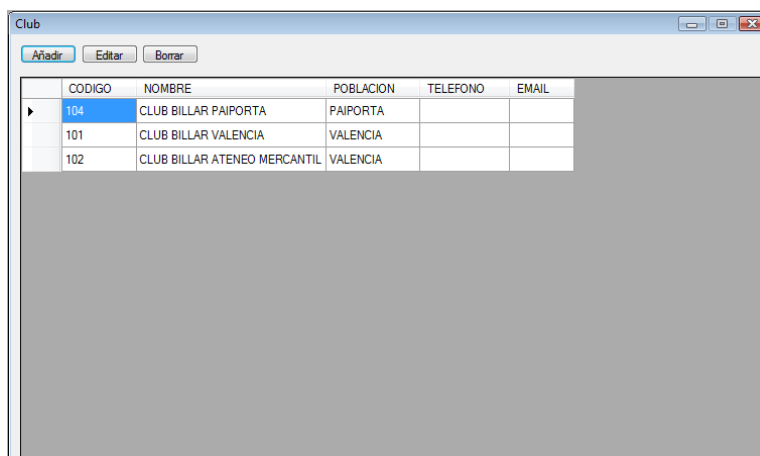 Club
Añadir Editar Borrar
CODIGO NOMBRE POBLACION TELEFONO EMAIL
104 CLUB BILLAR PAIPORTA PAIPORTA
101 CLUB BILLAR VALENCIA VALENCIA
102 CLUB BILLAR ATENEO MERCANTIL VALENCIA